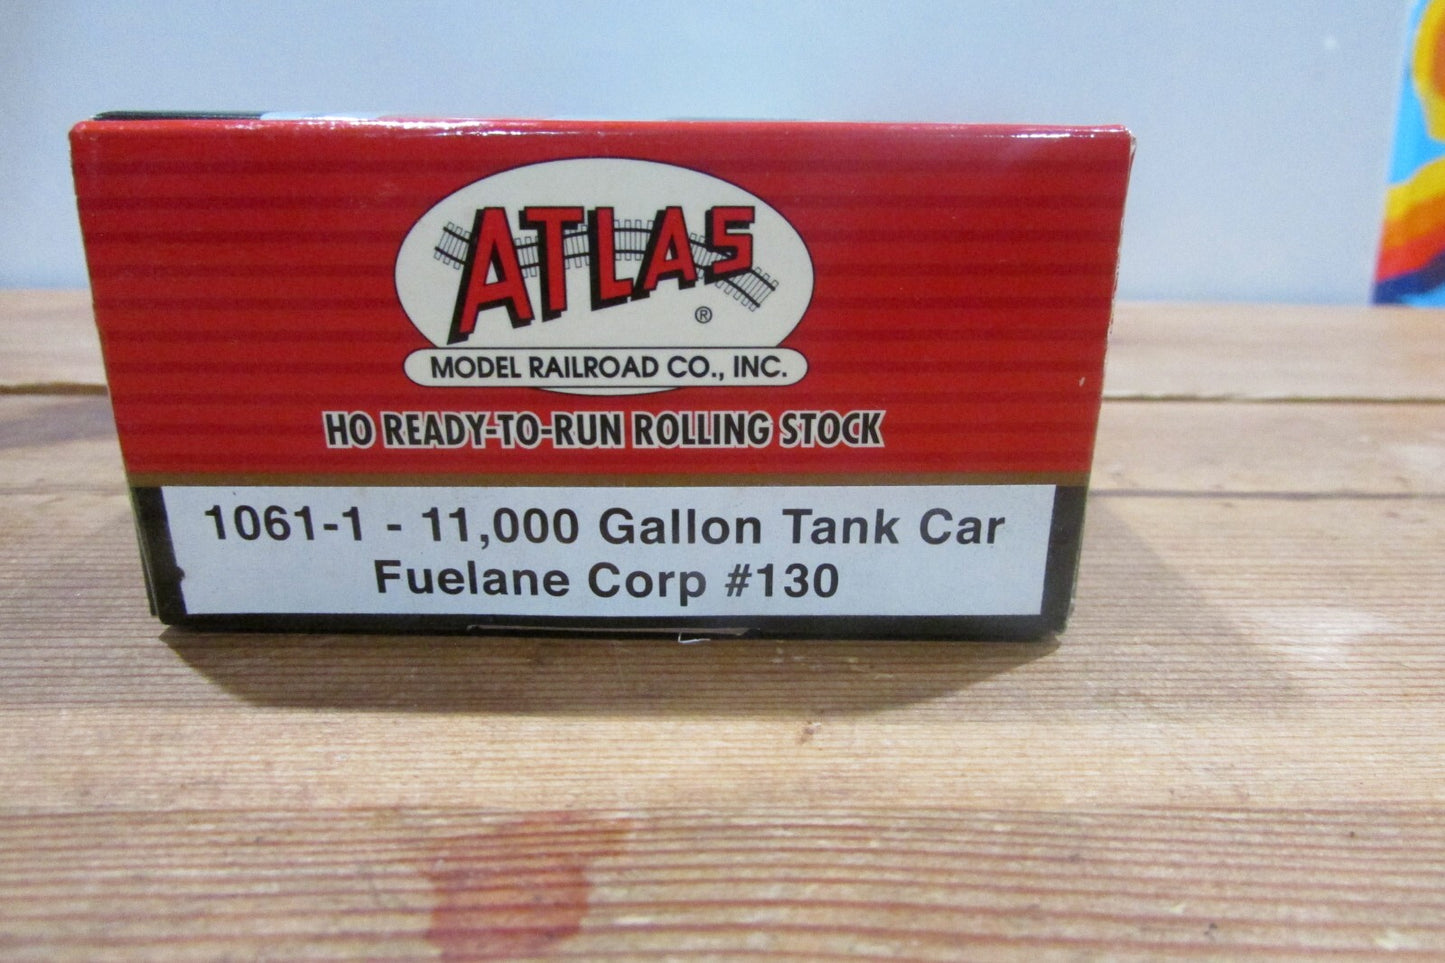 ATLAS
®
MODEL RAILROAD CO., INC.
HO READY-TO-RUN ROLLING STOCK
1061-1 - 11,000 Gallon Tank Car
Fuelane Corp #130